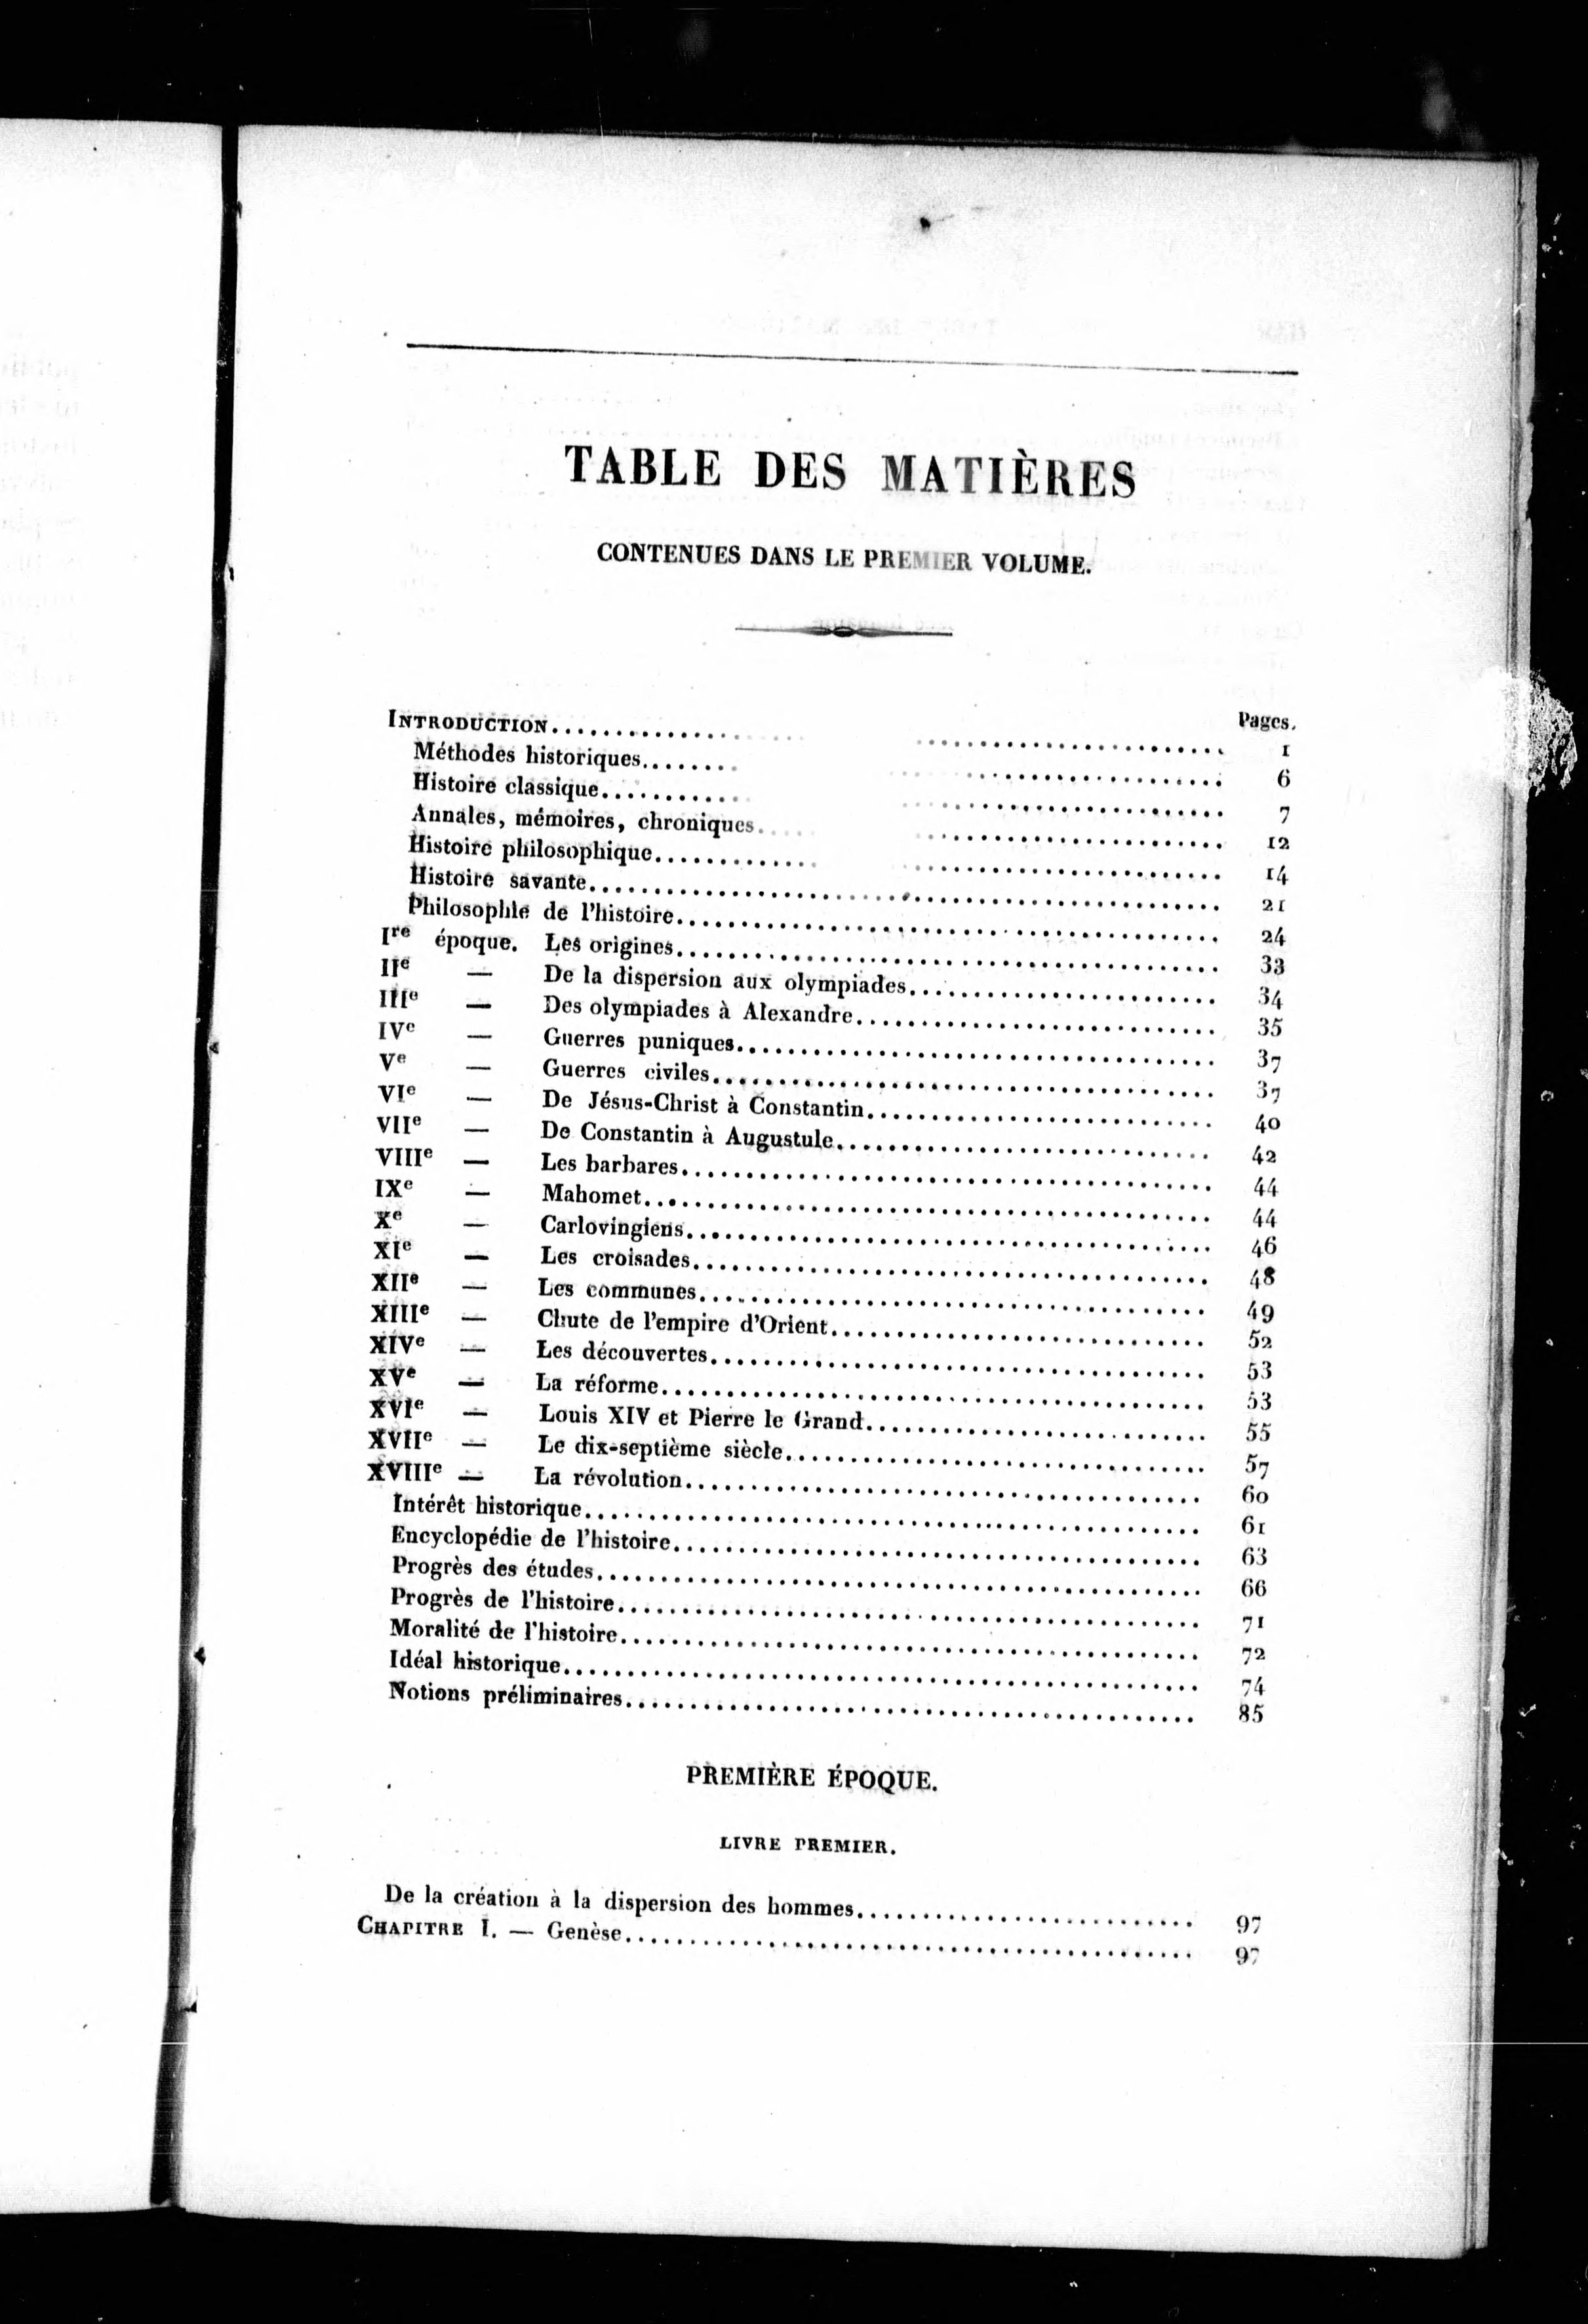 TABLE DES MATIÈRES
CONTENUES DANS LE PREMIER VOLUME.
Pages.
INTRODUCTION........................................ 1
Méthodes historiques........................................ 6
Histoire classique........................................ 7
Annales, mémoires, chroniques........................................ 12
Histoire philosophique........................................ 14
Histoire savante........................................ 21
Philosophie de l'histoire........................................ 24
Ire époque. Les origines........................................ 33
IIe — De la dispersion aux olympiades........................................ 34
IIIe — Des olympiades à Alexandre........................................ 35
IVe — Guerres puniques........................................ 37
Ve — Guerres civiles........................................ 37
VIe — De Jésus-Christ à Constantin........................................ 40
VIIe — De Constantin à Augustule........................................ 42
VIIIe — Les barbares........................................ 44
IXe — Mahomet........................................ 44
Xe — Carlovingiens........................................ 46
XIe — Les croisades........................................ 48
XIIe — Les communes........................................ 49
XIIIe — Chute de l'empire d'Orient........................................ 52
XIVe — Les découvertes........................................ 53
XVe — La réforme........................................ 53
XVIe — Louis XIV et Pierre le Grand........................................ 55
XVIIe — Le dix-septième siècle........................................ 57
XVIIIe — La révolution........................................ 60
Intérêt historique........................................ 61
Encyclopédie de l'histoire........................................ 63
Progrès des études........................................ 66
Progrès de l'histoire........................................ 71
Moralité de l'histoire........................................ 72
Idéal historique........................................ 74
Notions préliminaires........................................ 85
PREMIÈRE ÉPOQUE.
LIVRE PREMIER.
De la création à la dispersion des hommes........................................ 97
CHAPITRE I. — Genèse........................................ 97